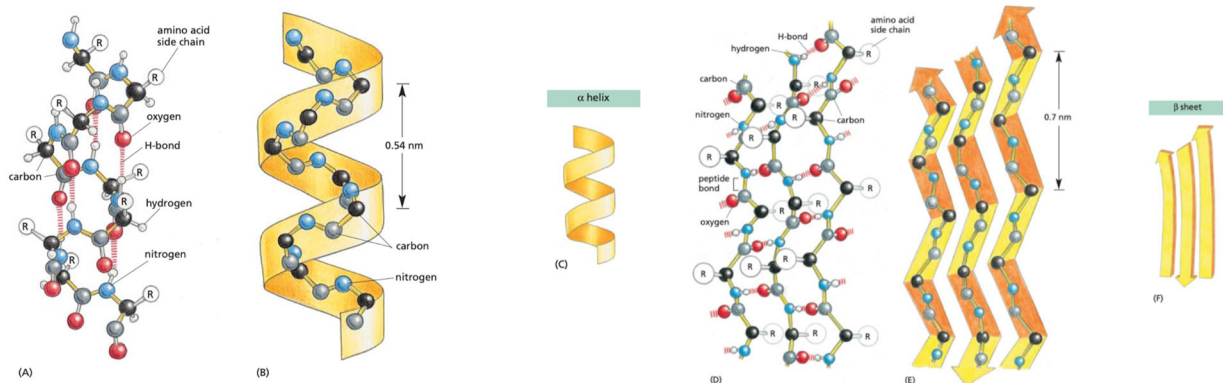 R
amino acid
side chain
R
R
oxygen
R
H-bond
carbon
R
hydrogen
R
R
nitrogen
R
(A)
0.54 nm
carbon
nitrogen
(B)
α helix
(C)
H-bond
amino acid
side chain
hydrogen
R
carbon
R
R
R
nitrogen
carbon
R
R
R
peptide
bond
R
R
oxygen
R
R
R
R
R
R
R
R
(D)
0.7 nm
(E)
β sheet
(F)